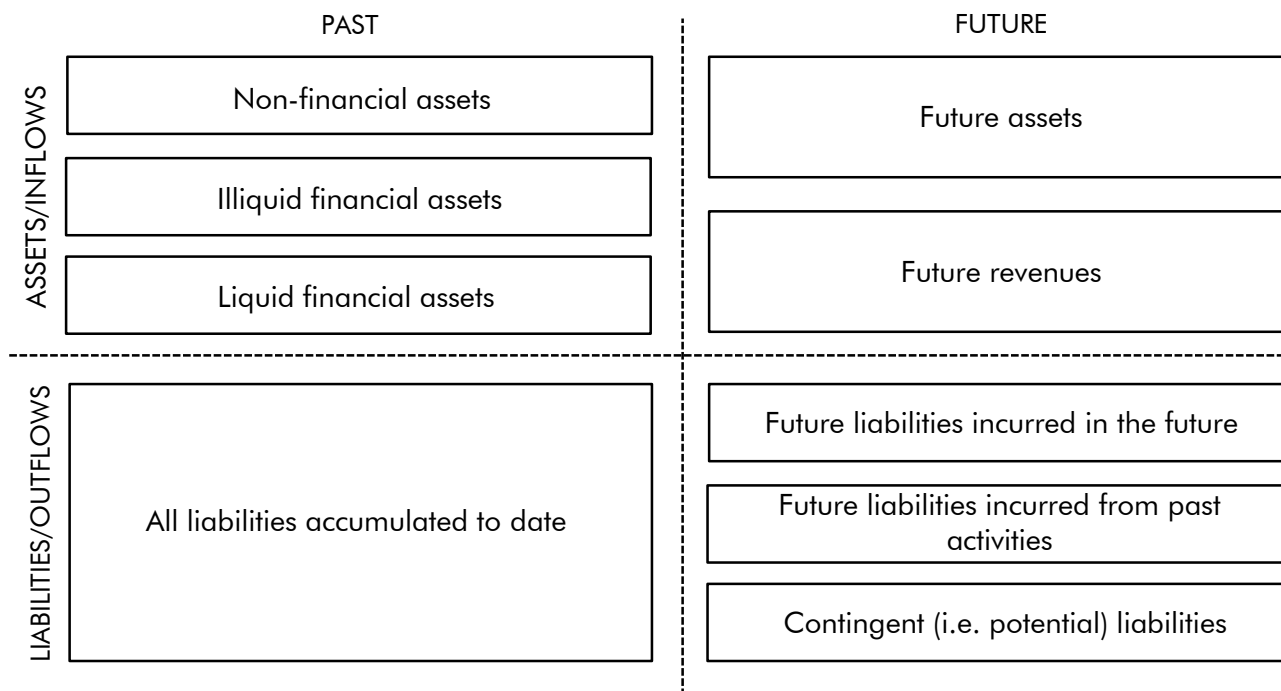 PAST
FUTURE
ASSETS/INFLOWS
Non-financial assets
Illiquid financial assets
Liquid financial assets
Future assets
Future revenues
LIABILITIES/OUTFLOWS
All liabilities accumulated to date
Future liabilities incurred in the future
Future liabilities incurred from past
activities
Contingent (i.e. potential) liabilities